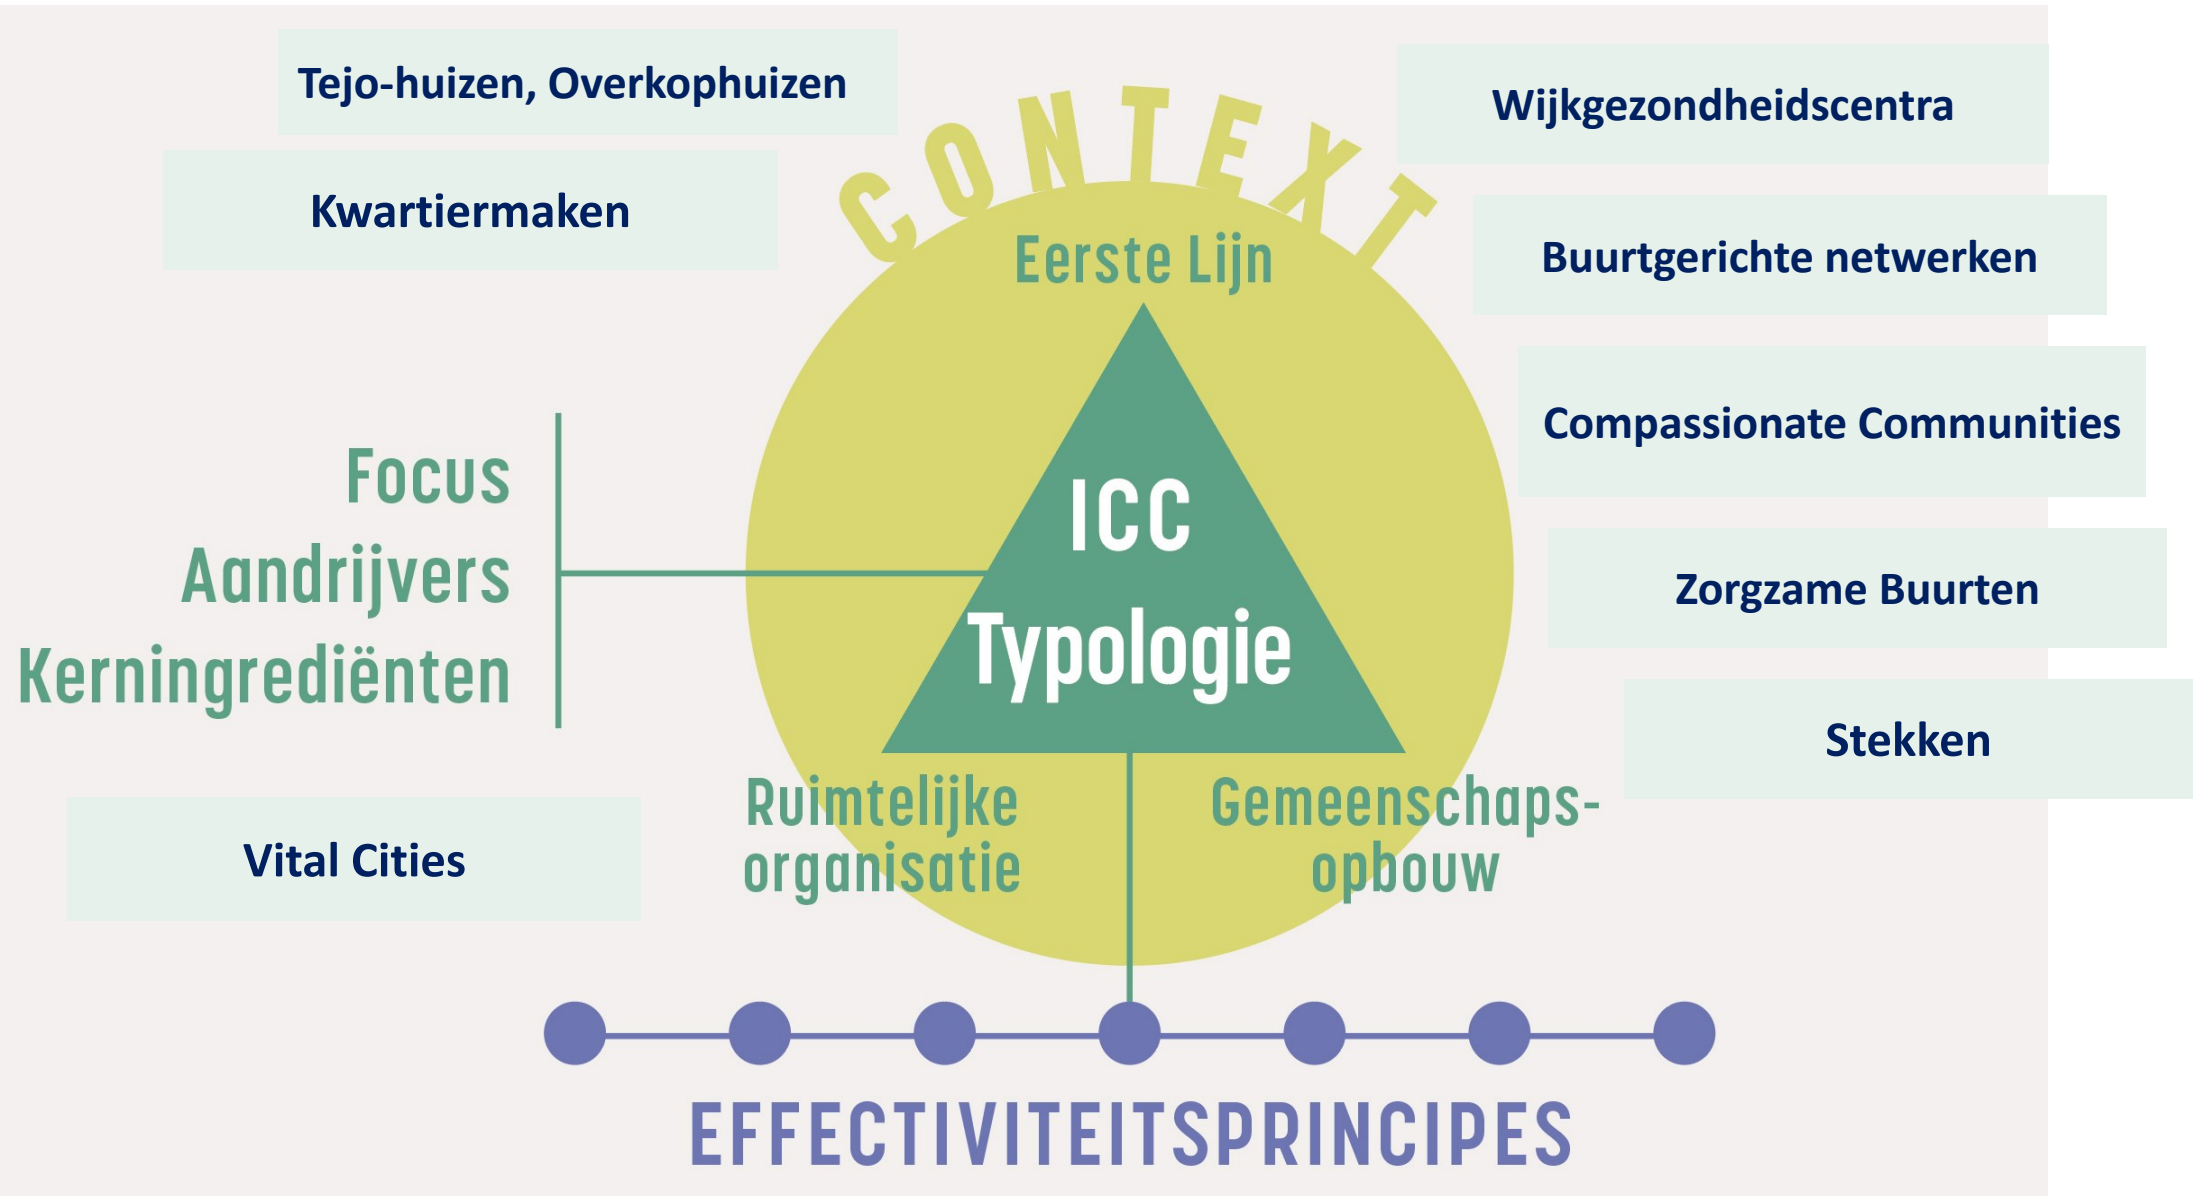 Tejo-huizen, Overkophuizen
Kwartiermaken
CONTEXT
Wijkgezondheidscentra
Buurtgerichte netwerken
Compassionate Communities
Zorgzame Buurten
Stekken
Eerste Lijn
ICC
Typologie
Focus
Aandrijvers
Kerningrediënten
Ruimtelijke
organisatie
Gemeenschaps-
opbouw
Vital Cities
EFFECTIVITEITSPRINCIPES